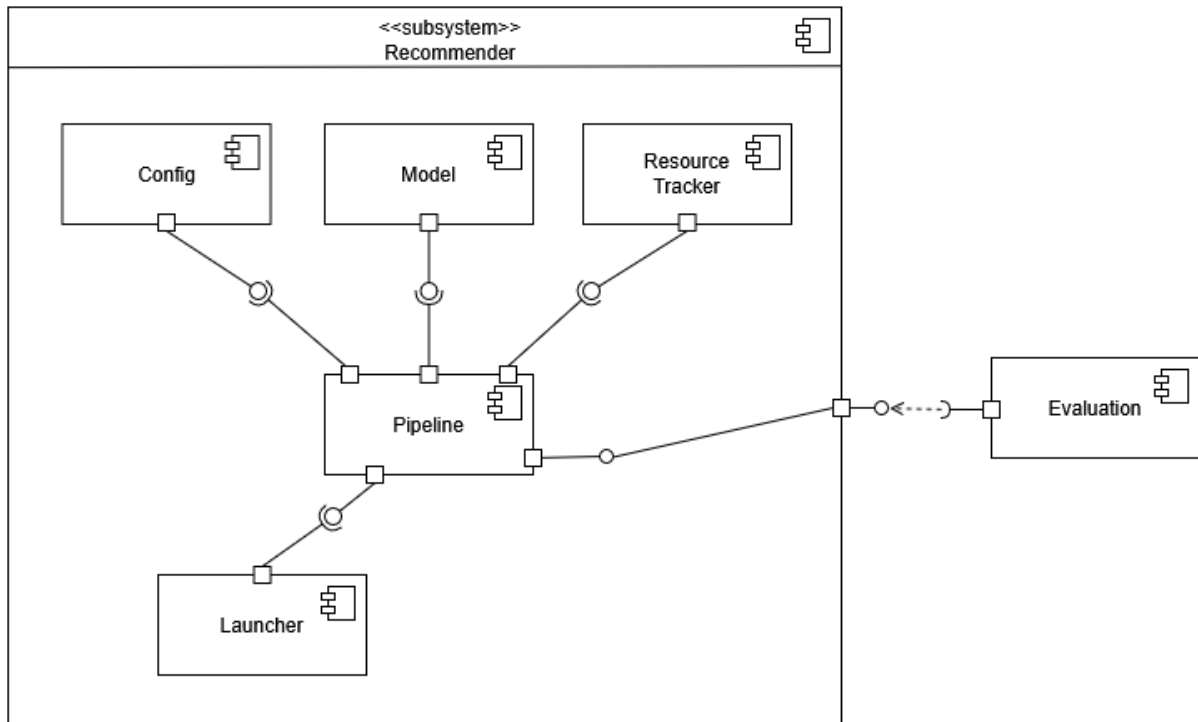 <<subsystem>>
Recommender
Config
Model
Resource
Tracker
Pipeline
Evaluation
Launcher